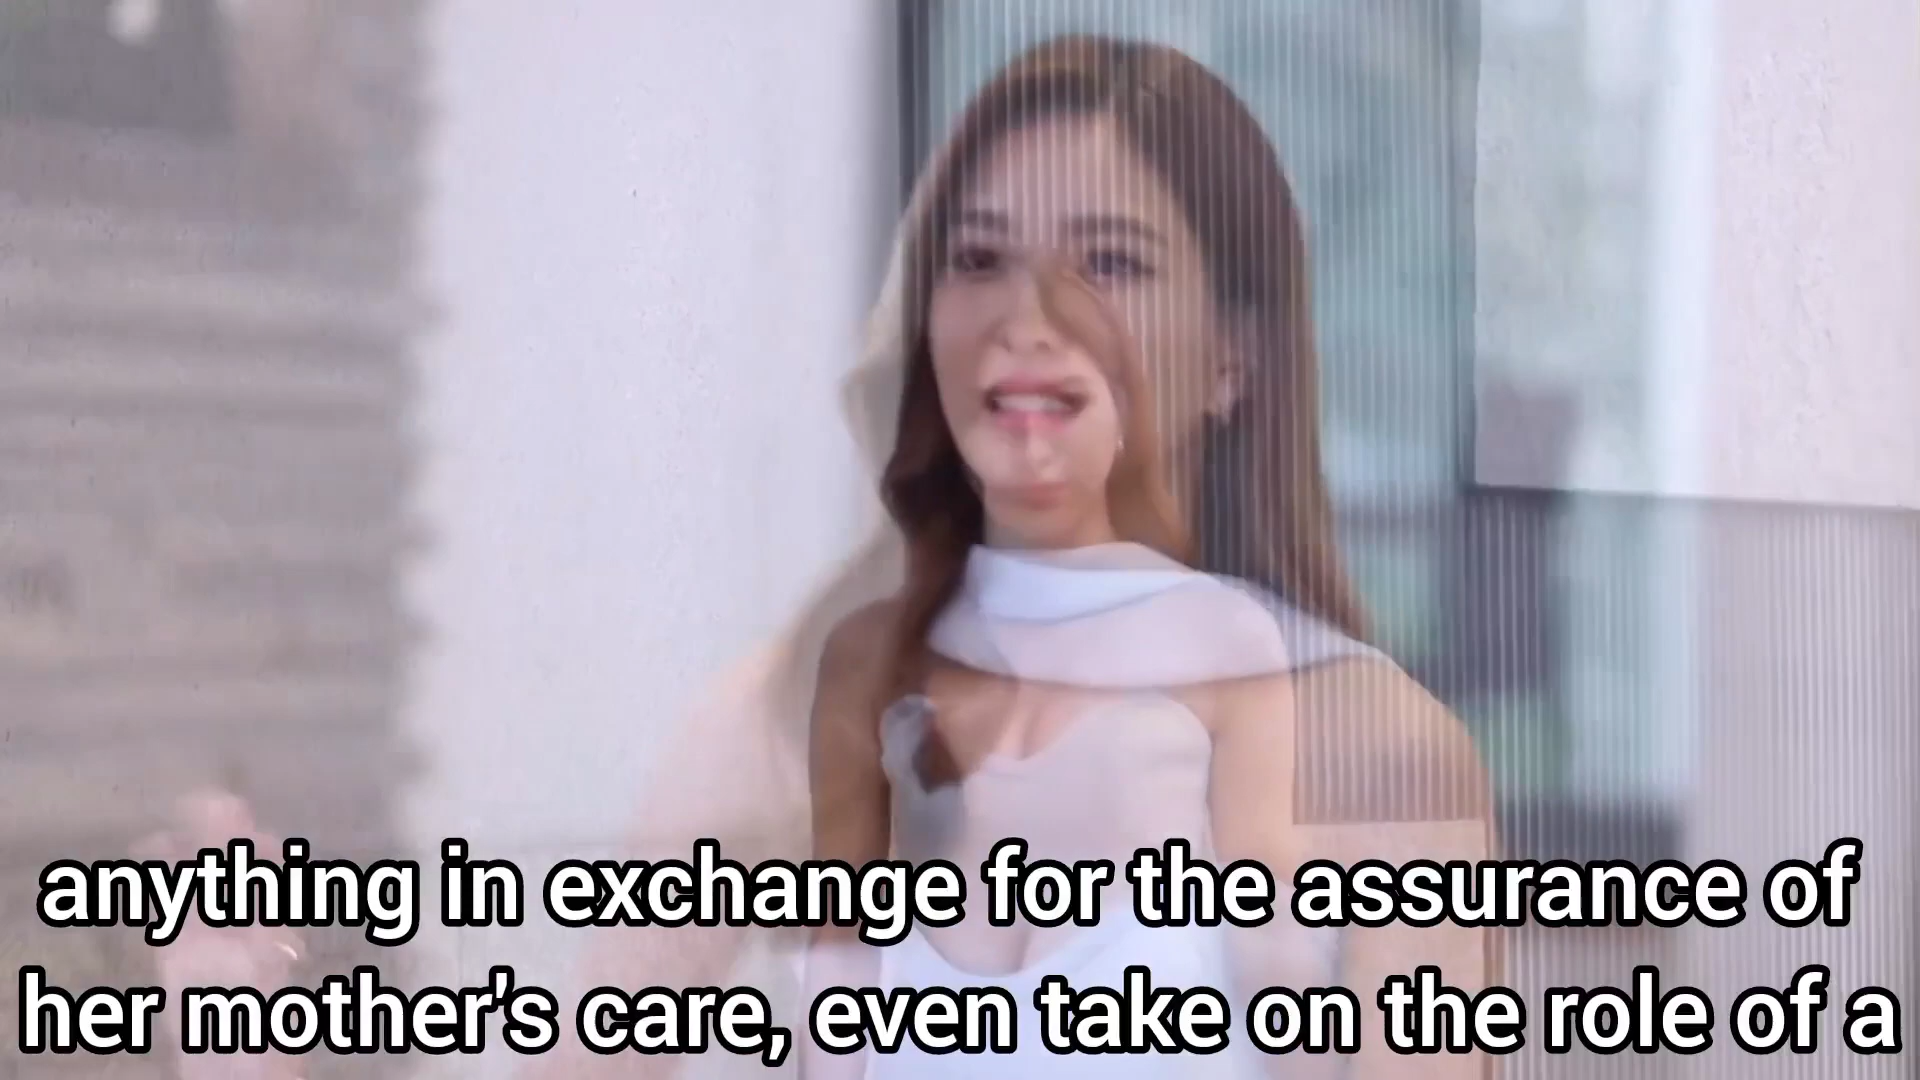 anything in exchange for the assurance of
her mother's care, even take on the role of a